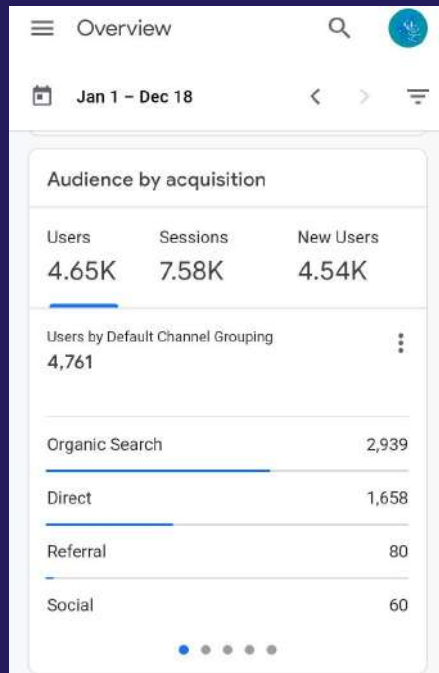 Overview
Jan 1 – Dec 18
Audience by acquisition
Users Sessions New Users
4.65K 7.58K 4.54K
Users by Default Channel Grouping
4,761
Organic Search 2,939
Direct 1,658
Referral 80
Social 60